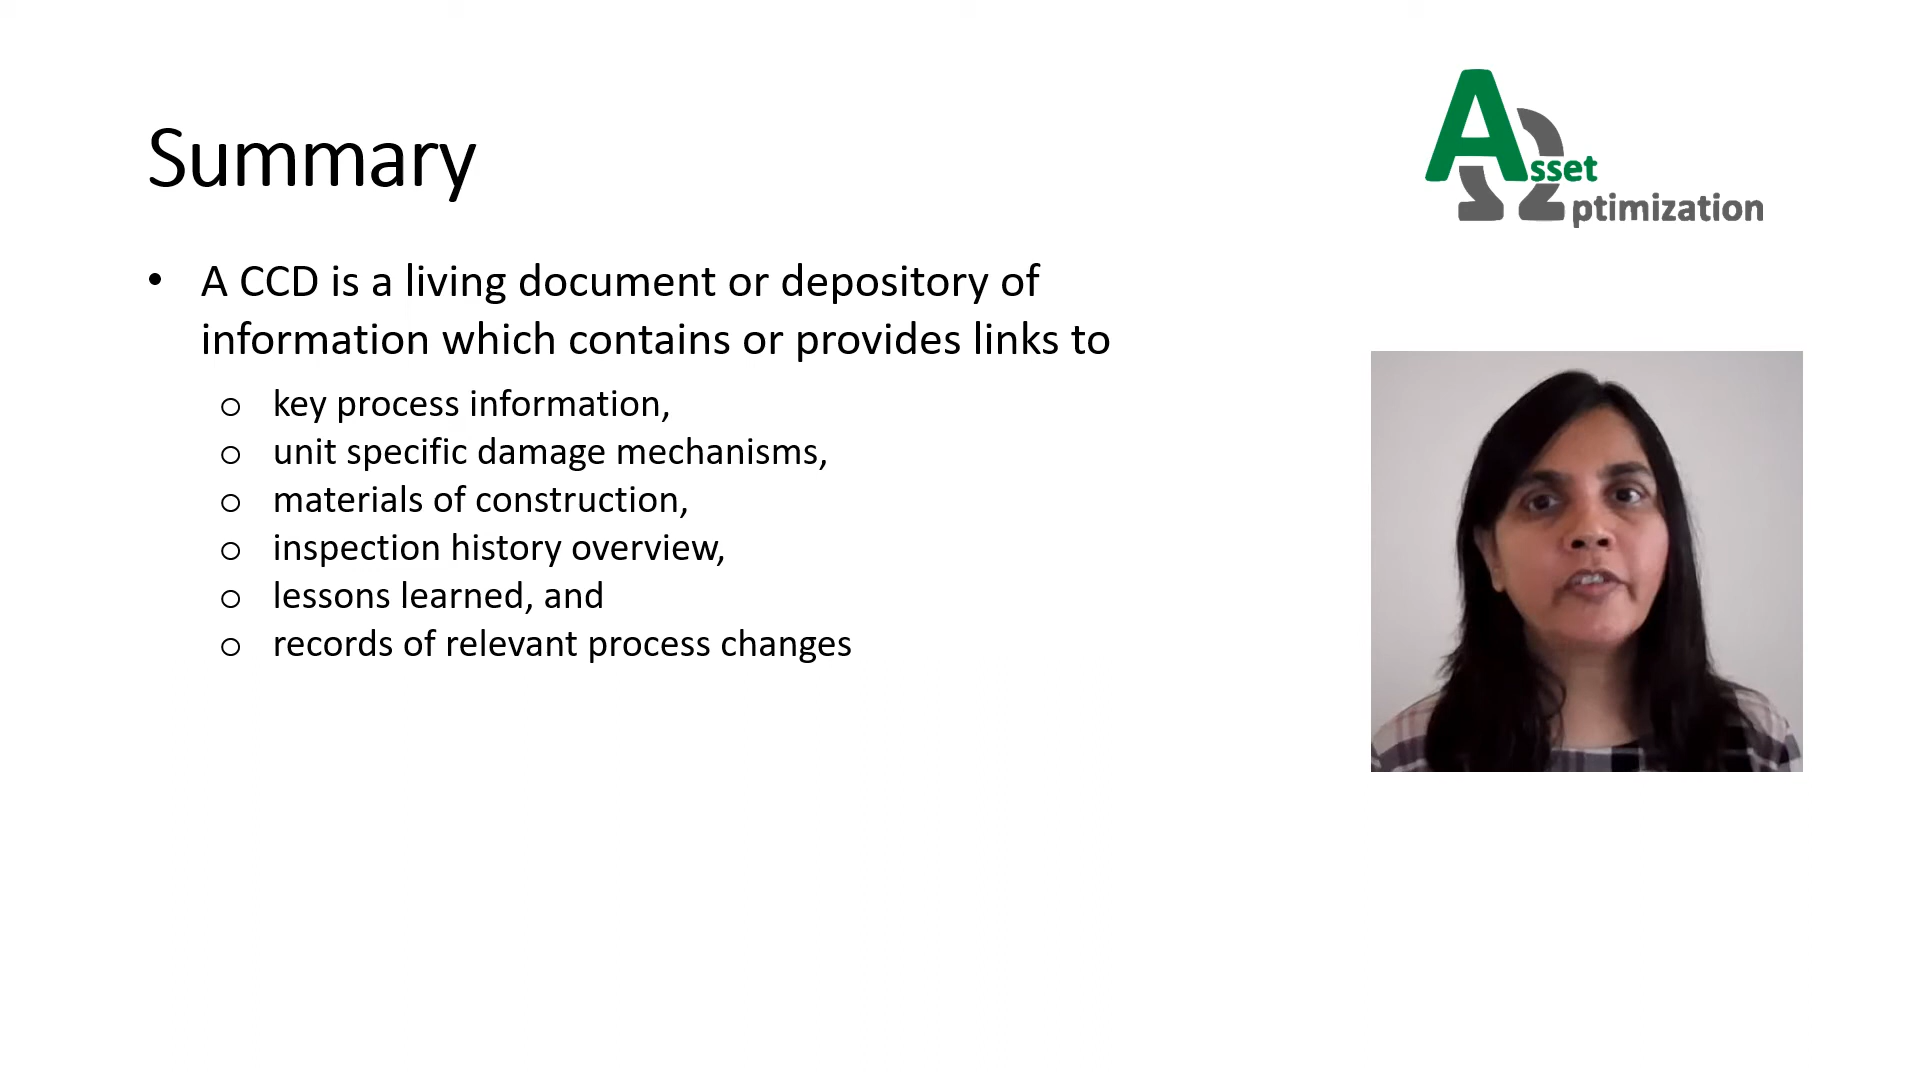 Summary
• A CCD is a living document or depository of
information which contains or provides links to
o key process information,
o unit specific damage mechanisms,
o materials of construction,
o inspection history overview,
o lessons learned, and
o records of relevant process changes
Asset
Ωptimization